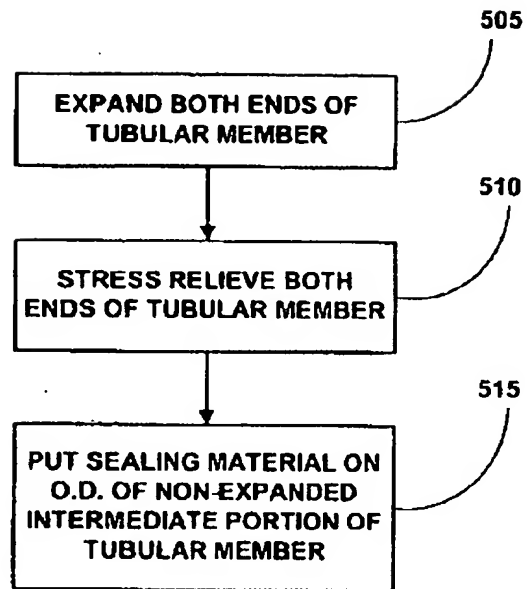 505
EXPAND BOTH ENDS OF
TUBULAR MEMBER
510
STRESS RELIEVE BOTH
ENDS OF TUBULAR MEMBER
515
PUT SEALING MATERIAL ON
O.D. OF NON-EXPANDED
INTERMEDIATE PORTION OF
TUBULAR MEMBER